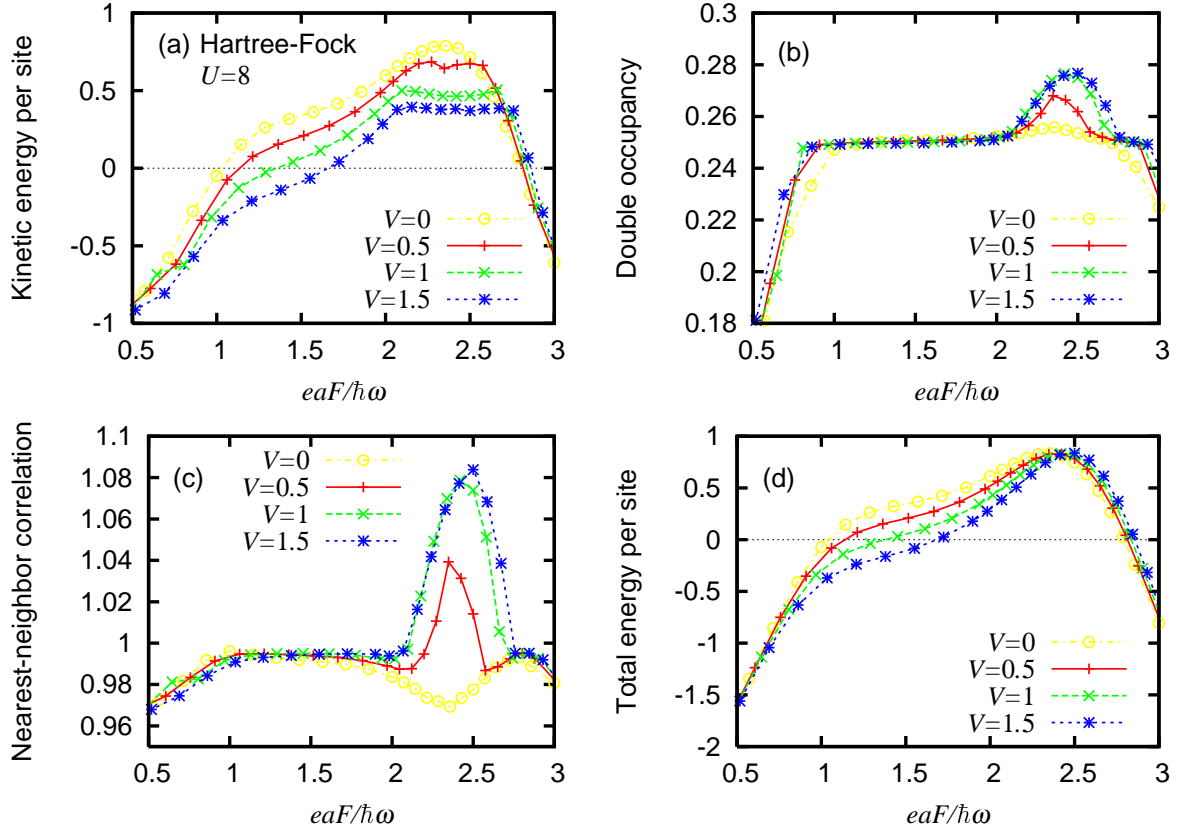 Kinetic energy per site
1
0.5
0
-0.5
-1
(a) Hartree-Fock
U=8
V=0
V=0.5
V=1
V=1.5
0.5 1 1.5 2 2.5 3
eaF/ħω
Double occupancy
0.3
0.28
0.26
0.24
0.22
0.2
0.18
(b)
V=0
V=0.5
V=1
V=1.5
0.5 1 1.5 2 2.5 3
eaF/ħω
Nearest-neighbor correlation
1.1
1.08
1.06
1.04
1.02
1
0.98
0.96
(c)
V=0
V=0.5
V=1
V=1.5
0.5 1 1.5 2 2.5 3
eaF/ħω
Total energy per site
1
0.5
0
-0.5
-1
-1.5
-2
(d)
V=0
V=0.5
V=1
V=1.5
0.5 1 1.5 2 2.5 3
eaF/ħω